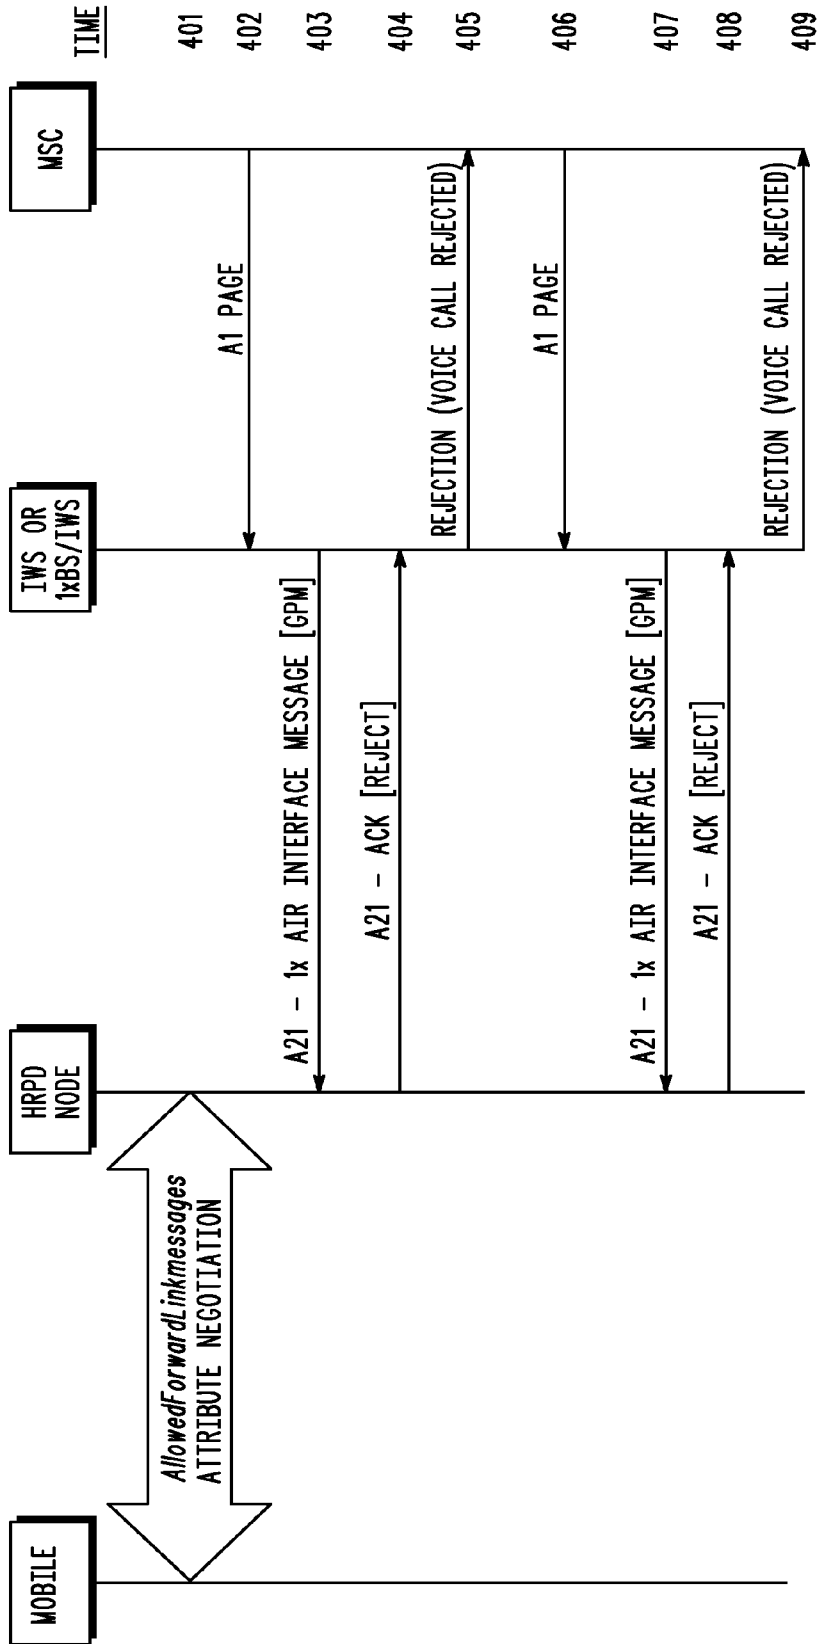 MOBILE
HRPD
NODE
IWS OR
1xBS/IWS
MSC
TIME
AllowedForwardLinkmessages
ATTRIBUTE NEGOTIATION
401
A1 PAGE
402
A21 - 1x AIR INTERFACE MESSAGE [GPM]
403
A21 - ACK [REJECT]
404
REJECTION (VOICE CALL REJECTED)
405
A1 PAGE
406
A21 - 1x AIR INTERFACE MESSAGE [GPM]
407
A21 - ACK [REJECT]
408
REJECTION (VOICE CALL REJECTED)
409